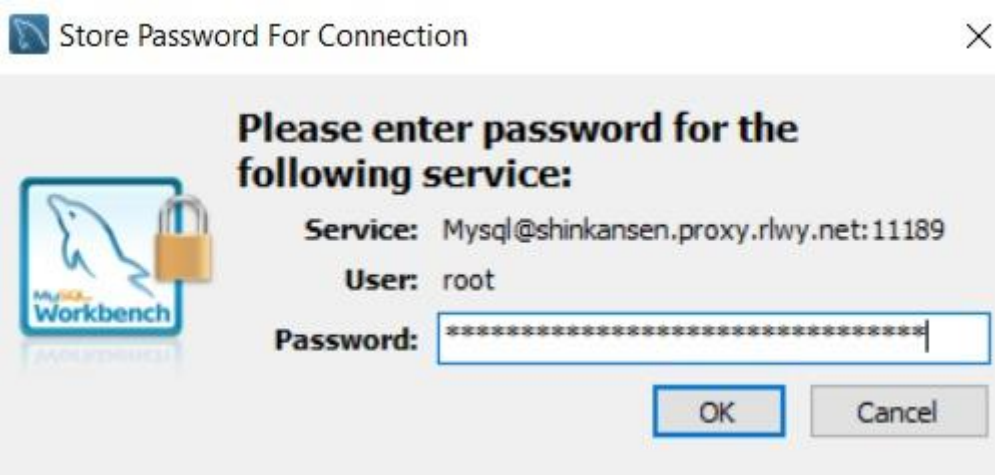 Store Password For Connection
Please enter password for the
following service:
Service: Mysql@shinkansen.proxy.rlwy.net:11189
User: root
Password: ********************************
MySQL
Workbench
OK
Cancel